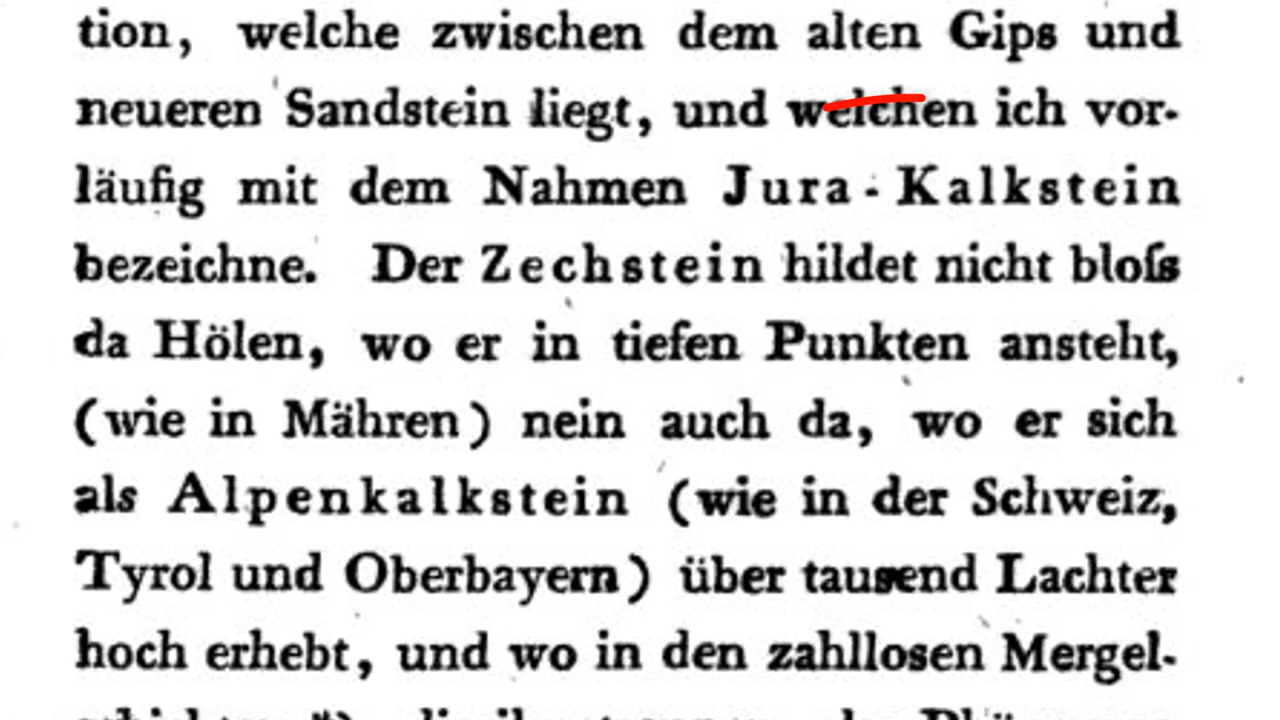 tion, welche zwischen dem alten Gips und
neueren Sandstein liegt, und welchen ich vor-
läufig mit dem Nahmen Jura-Kalkstein
bezeichne. Der Zechstein hildet nicht bloſs
da Hölen, wo er in tiefen Punkten ansteht,
(wie in Mähren) nein auch da, wo er sich
als Alpenkalkstein (wie in der Schweiz,
Tyrol und Oberbayern) über tausend Lachter
hoch erhebt, und wo in den zahllosen Mergel-